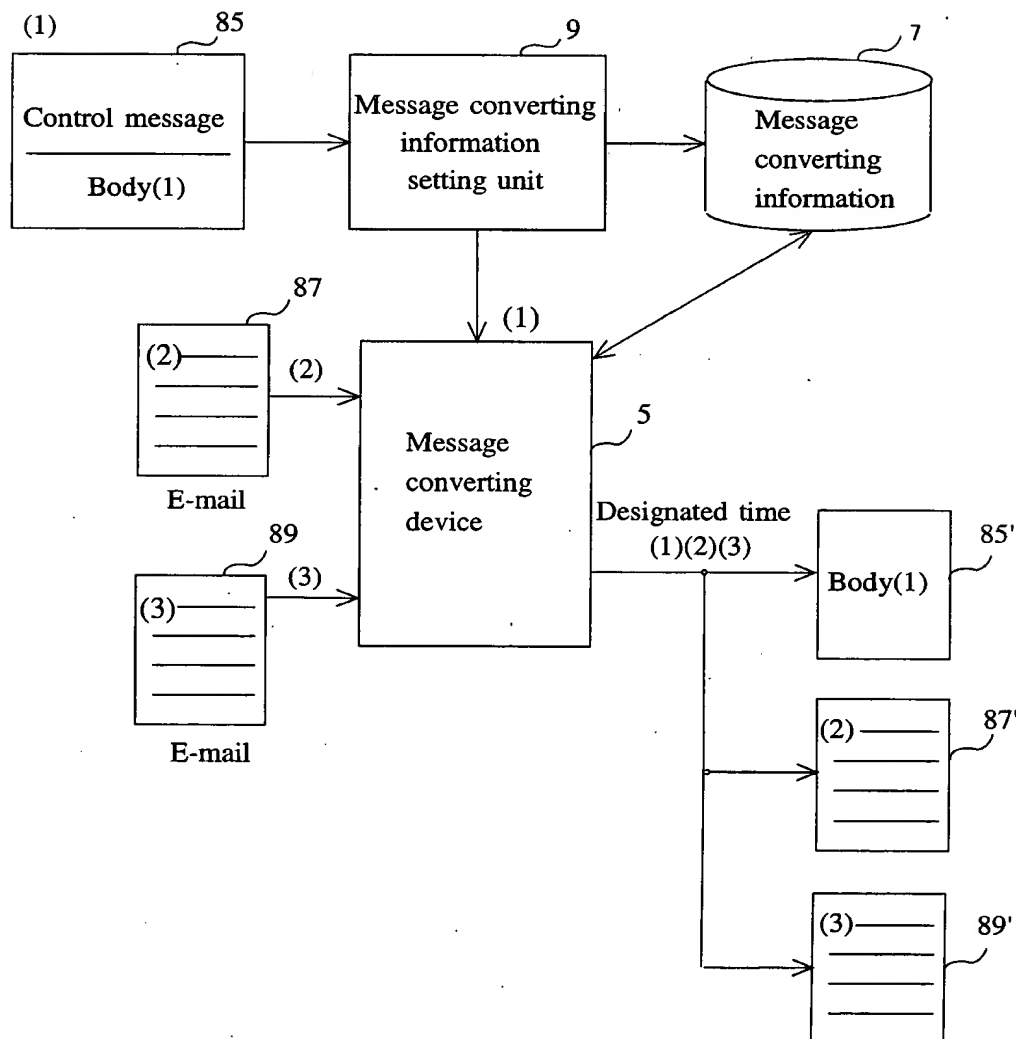 (1)
85
9
7
Control message
Body(1)
Message converting
information
setting unit
Message
converting
information
87
(1)
(2)
(2)
E-mail
5
Message
converting
device
89
(3)
(3)
E-mail
Designated time
(1)(2)(3)
85'
Body(1)
87'
(2)
89'
(3)